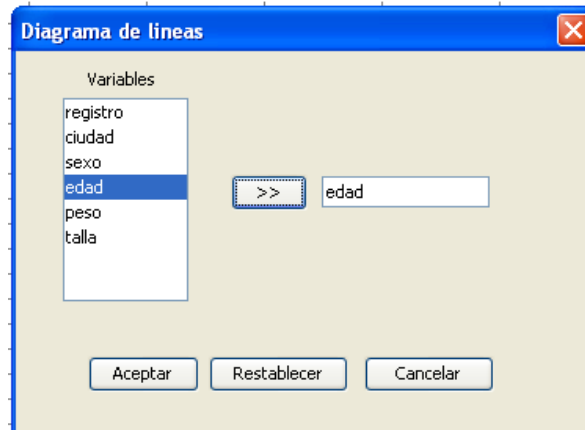 Diagrama de lineas
Variables
registro
ciudad
sexo
edad
peso
talla
>>
edad
Aceptar
Restablecer
Cancelar